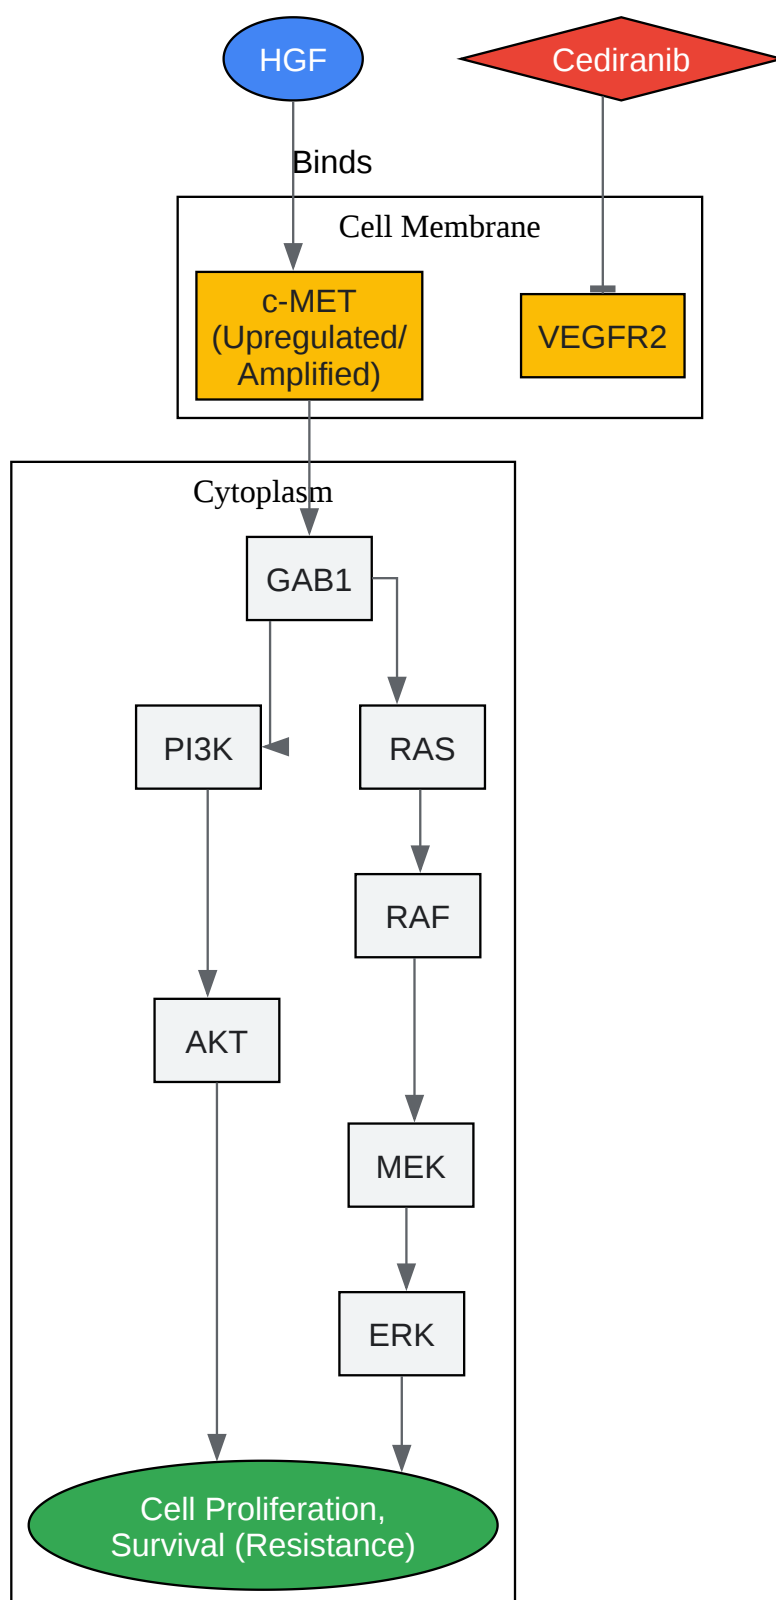 HGF
Cediranib
Binds
Cell Membrane
c-MET
(Upregulated/
Amplified)
VEGFR2
Cytoplasm
GAB1
PI3K
RAS
RAF
AKT
MEK
ERK
Cell Proliferation,
Survival (Resistance)